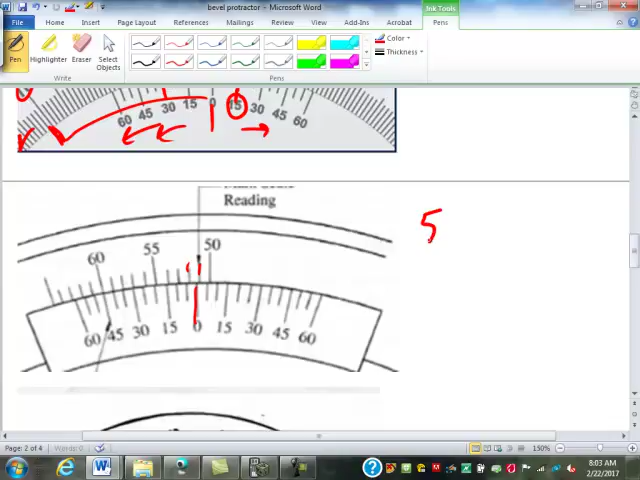 bevel protractor - Microsoft Word
Ink Tools
File Home Insert Page Layout References Mailings Review View Add-Ins Acrobat Pens
Pen Highlighter Eraser Select Objects
Color
Thickness
Write Pens
60 45 30 15 0 15 30 45 60
Reading
60 55 50
60 45 30 15 0 15 30 45 60
5
Page: 2 of 4 Words: 0 150%
8:03 AM
2/22/2017